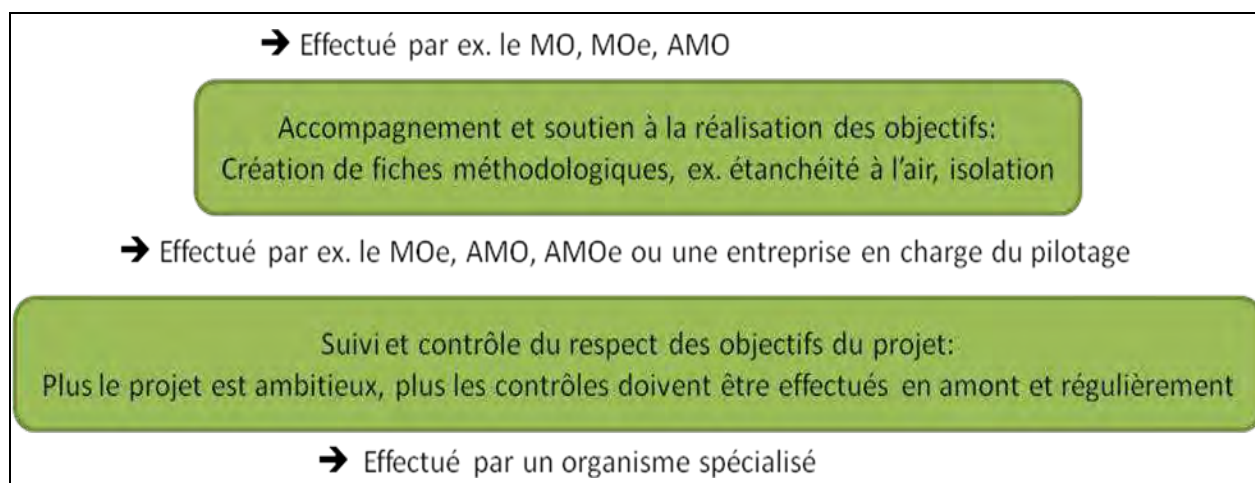 ➔ Effectué par ex. le MO, MOe, AMO
Accompagnement et soutien à la réalisation des objectifs:
Création de fiches méthodologiques, ex. étanchéité à l'air, isolation
➔ Effectué par ex. le MOe, AMO, AMOe ou une entreprise en charge du pilotage
Suivi et contrôle du respect des objectifs du projet:
Plus le projet est ambitieux, plus les contrôles doivent être effectués en amont et régulièrement
➔ Effectué par un organisme spécialisé